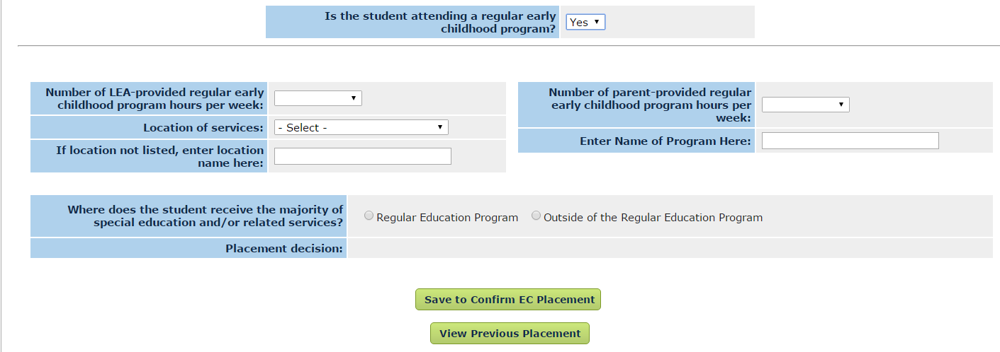 Is the student attending a regular early
childhood program?
Yes
Number of LEA-provided regular early
childhood program hours per week:
Location of services:
- Select -
If location not listed, enter location
name here:
Number of parent-provided regular
early childhood program hours per
week:
Enter Name of Program Here:
Where does the student receive the majority of
special education and/or related services?
Regular Education Program
Outside of the Regular Education Program
Placement decision:
Save to Confirm EC Placement
View Previous Placement